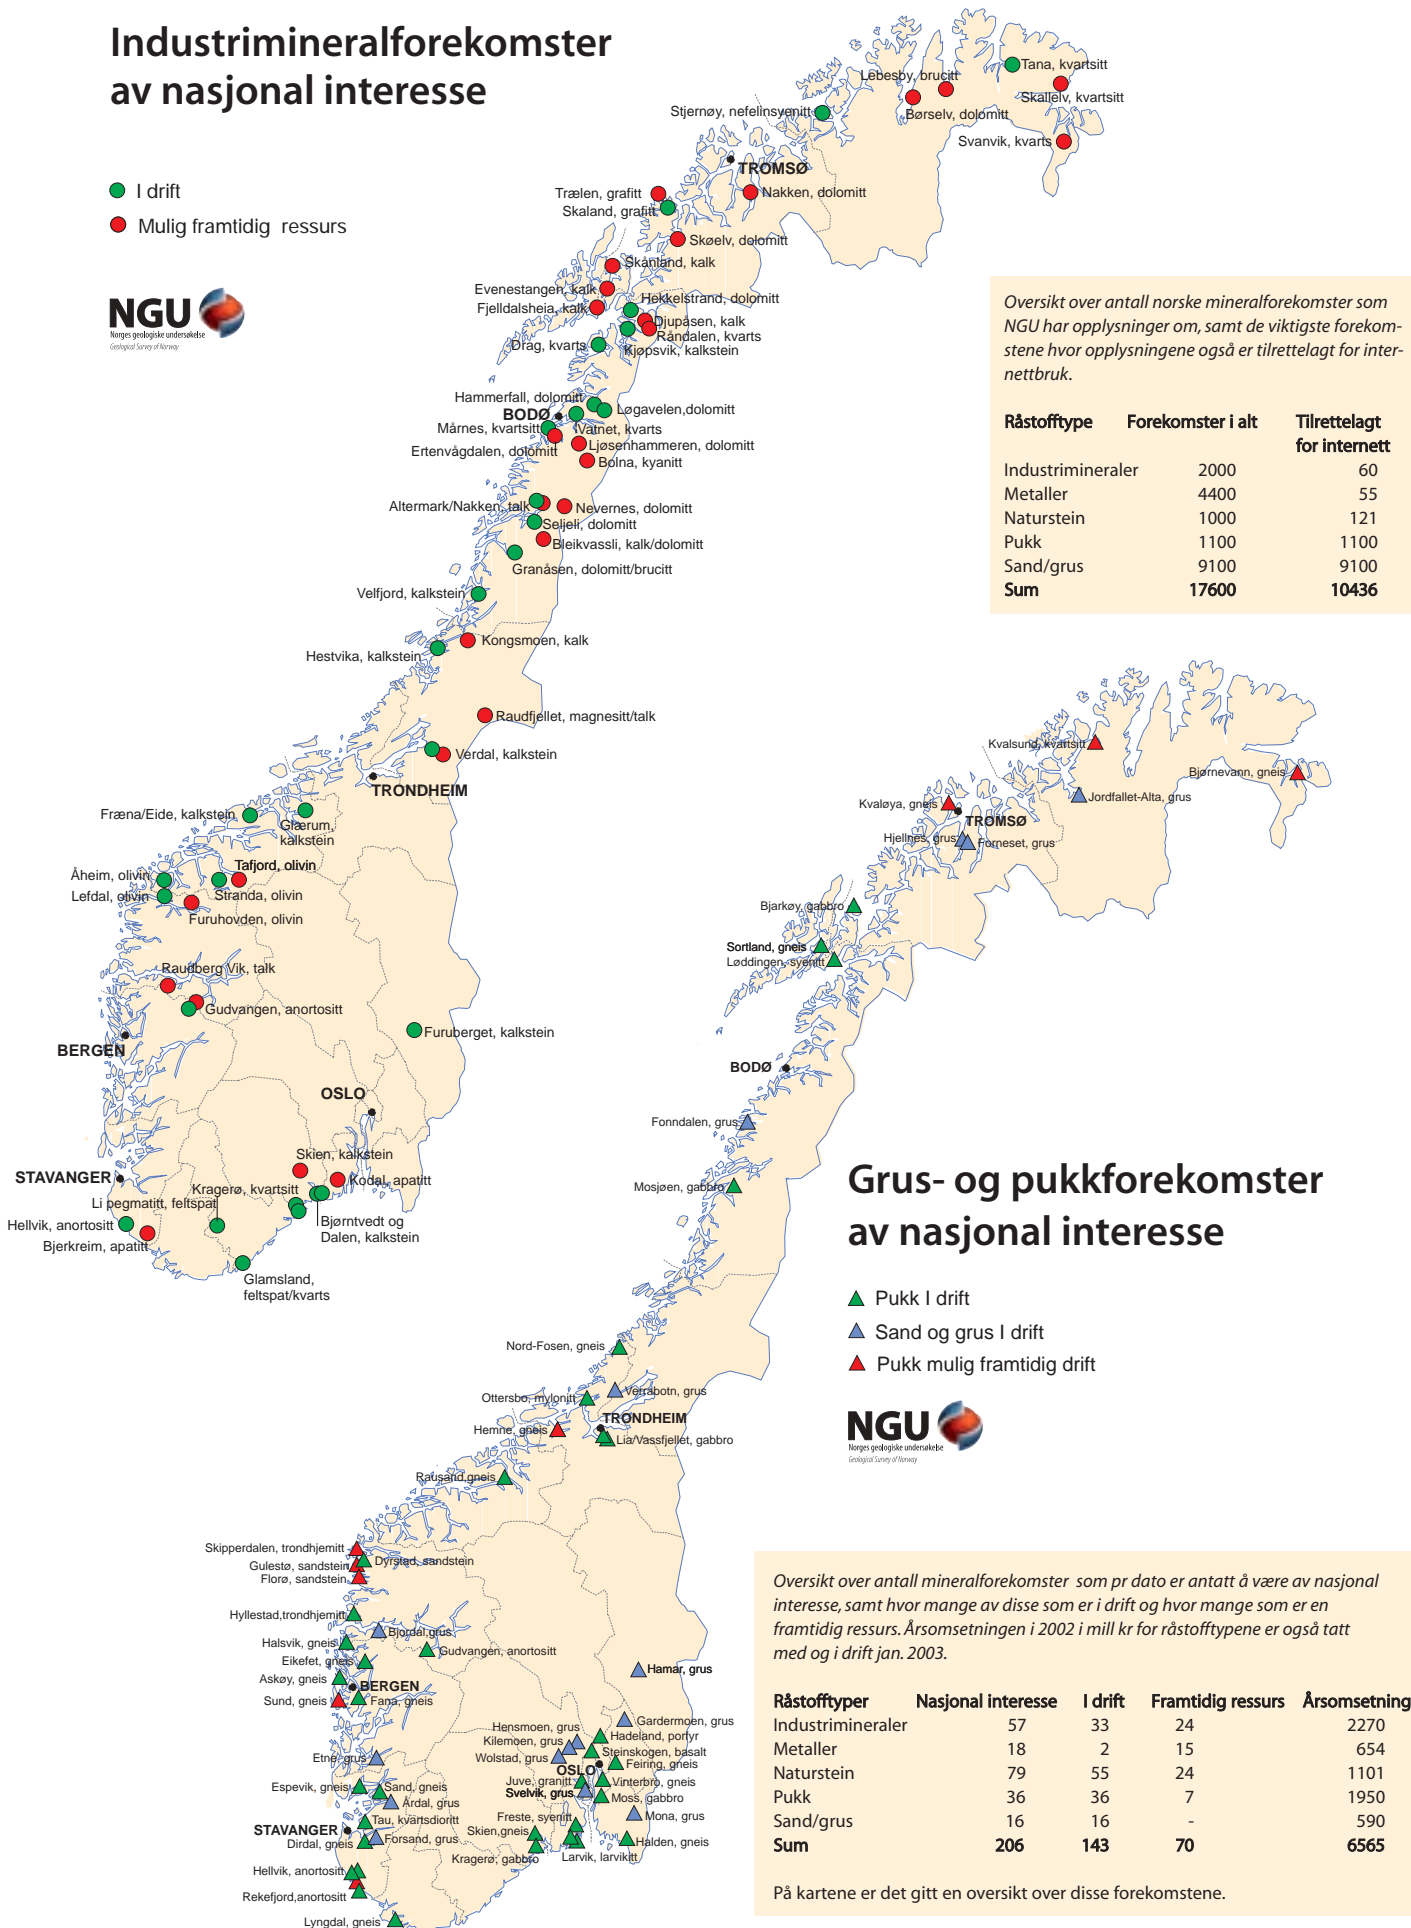 Industrimineralforekomster
av nasjonal interesse
I drift
Mulig framtidig ressurs
NGU
Norges geologiske undersøkelse
Geological Survey of Norway
Tana, kvartsitt
Lebesby, brucitt
Skallelv, kvartsitt
Stjernøy, nefelinsyenitt
Børselv, dolomitt
Svanvik, kvarts
TROMSØ
Trælen, grafitt
Nakken, dolomitt
Skaland, grafitt
Skøelv, dolomitt
Skånland, kalk
Evenestangen, kalk
Hekkelstrand, dolomitt
Fjelldalsheia, kalk
Djupåsen, kalk
Råndalen, kvarts
Drag, kvarts
Kjøpsvik, kalkstein
Hammerfall, dolomitt
Løgavelen,dolomitt
BODØ
Mårnes, kvartsitt
Vatnet, kvarts
Ljøsenhammeren, dolomitt
Ertenvågdalen, dolomitt
Bolna, kyanitt
Altermark/Nakken, talk
Nevernes, dolomitt
Seljeli, dolomitt
Bleikvassli, kalk/dolomitt
Granåsen, dolomitt/brucitt
Velfjord, kalkstein
Kongsmoen, kalk
Hestvika, kalkstein
Raudfjellet, magnesitt/talk
Verdal, kalkstein
TRONDHEIM
Fræna/Eide, kalkstein
Glærum,
kalkstein
Tafjord, olivin
Åheim, olivin
Lefdal, olivin
Stranda, olivin
Furuhovden, olivin
Raudberg Vik, talk
Gudvangen, anortositt
Furuberget, kalkstein
BERGEN
OSLO
Skien, kalkstein
STAVANGER
Kodal, apatitt
Kragerø, kvartsitt
Li pegmatitt, feltspat
Hellvik, anortositt
Bjørntvedt og
Dalen, kalkstein
Bjerkreim, apatitt
Glamsland,
feltspat/kvarts
Oversikt over antall norske mineralforekomster som
NGU har opplysninger om, samt de viktigste forekom-
stene hvor opplysningene også er tilrettelagt for inter-
nettbruk.
Råstofftype Forekomster i alt Tilrettelagt
for internett
Industrimineraler 2000 60
Metaller 4400 55
Naturstein 1000 121
Pukk 1100 1100
Sand/grus 9100 9100
Sum 17600 10436
Grus- og pukkforekomster
av nasjonal interesse
Pukk I drift
Sand og grus I drift
Pukk mulig framtidig drift
NGU
Norges geologiske undersøkelse
Geological Survey of Norway
Kvalsund, kvartsitt
Bjørnevann, gneis
Jordfallet-Alta, grus
Kvaløya, gneis
TROMSØ
Hjellnes, grus
Forneset, grus
Bjarkøy, gabbro
Sortland, gneis
Løddingen, syenitt
BODØ
Fonndalen, grus
Mosjøen, gabbro
Nord-Fosen, gneis
Verrabotn, grus
Ottersbo, mylonitt
TRONDHEIM
Hemne, gneis
Lia/Vassfjellet, gabbro
Rausand,gneis
Skipperdalen, trondhjemitt
Dyrstad, sandstein
Gulestø, sandstein
Florø, sandstein
Hyllestad,trondhjemitt
Bjordal,grus
Halsvik, gneis
Gudvangen, anortositt
Eikefet, gneis
Hamar, grus
Askøy, gneis
BERGEN
Sund, gneis
Fana, gneis
Gardermoen, grus
Hensmoen, grus
Hadeland, porfyr
Kilemoen, grus
Steinskogen, basalt
Wolstad, grus
Etne, grus
Feiring, gneis
OSLO
Juve, granitt
Vinterbro, gneis
Espevik, gneis
Sand, gneis
Svelvik, grus
Moss, gabbro
Årdal, grus
Mona, grus
Freste, syenitt
Tau, kvartsdioritt
STAVANGER
Skien,gneis
Forsand, grus
Dirdal, gneis
Halden, gneis
Kragerø, gabbro
Larvik, larvikitt
Hellvik, anortositt
Rekefjord,anortositt
Lyngdal, gneis
Oversikt over antall mineralforekomster som pr dato er antatt å være av nasjonal
interesse, samt hvor mange av disse som er i drift og hvor mange som er en
framtidig ressurs. Årsomsetningen i 2002 i mill kr for råstofftypene er også tatt
med og i drift jan. 2003.
Råstofftyper Nasjonal interesse I drift Framtidig ressurs Årsomsetning
Industrimineraler 57 33 24 2270
Metaller 18 2 15 654
Naturstein 79 55 24 1101
Pukk 36 36 7 1950
Sand/grus 16 16 - 590
Sum 206 143 70 6565
På kartene er det gitt en oversikt over disse forekomstene.